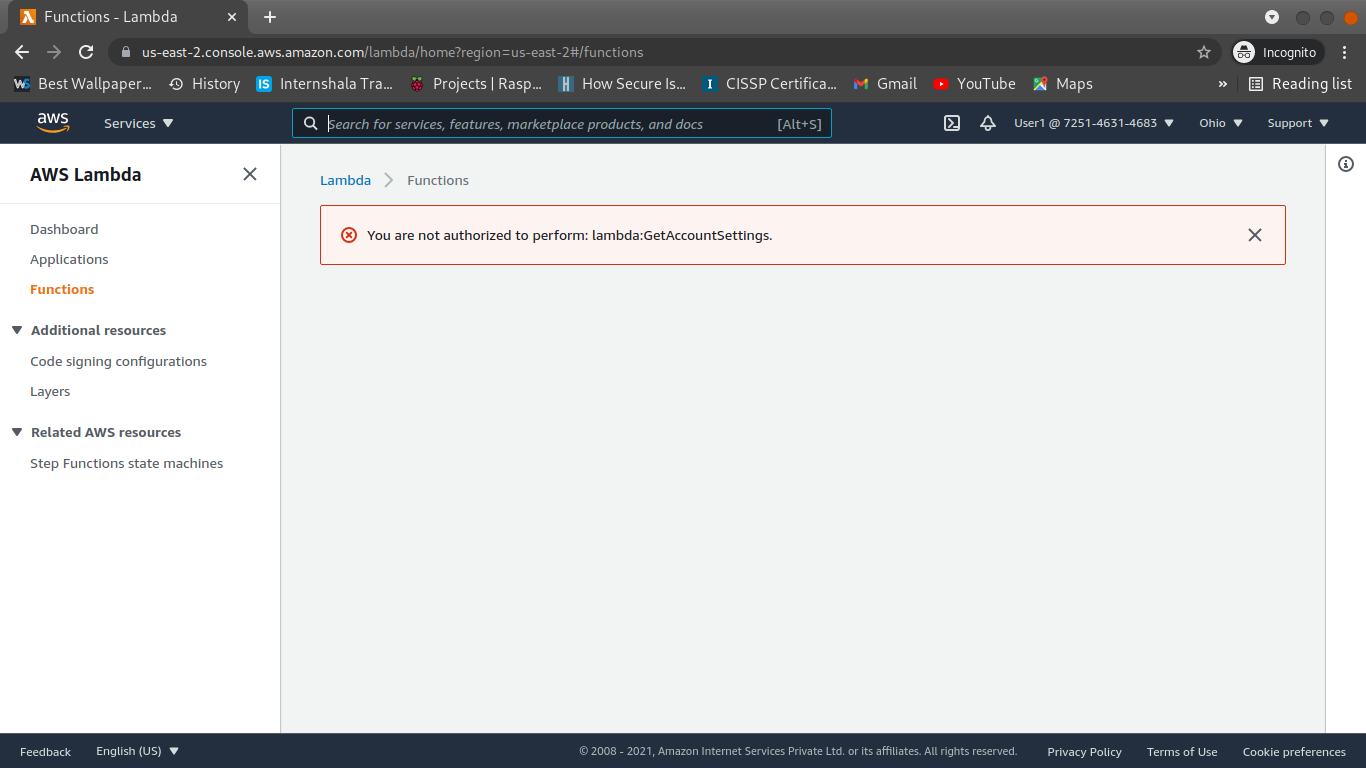 Functions - Lambda
us-east-2.console.aws.amazon.com/lambda/home?region=us-east-2#/functions
Incognito
Best Wallpaper... History Internshala Tra... Projects | Rasp... How Secure Is... CISSP Certifica... Gmail YouTube Maps » Reading list
aws Services Search for services, features, marketplace products, and docs [Alt+S] User1 @ 7251-4631-4683 Ohio Support
AWS Lambda
Lambda Functions
You are not authorized to perform: lambda:GetAccountSettings.
Dashboard
Applications
Functions
Additional resources
Code signing configurations
Layers
Related AWS resources
Step Functions state machines
Feedback English (US) © 2008 - 2021, Amazon Internet Services Private Ltd. or its affiliates. All rights reserved. Privacy Policy Terms of Use Cookie preferences